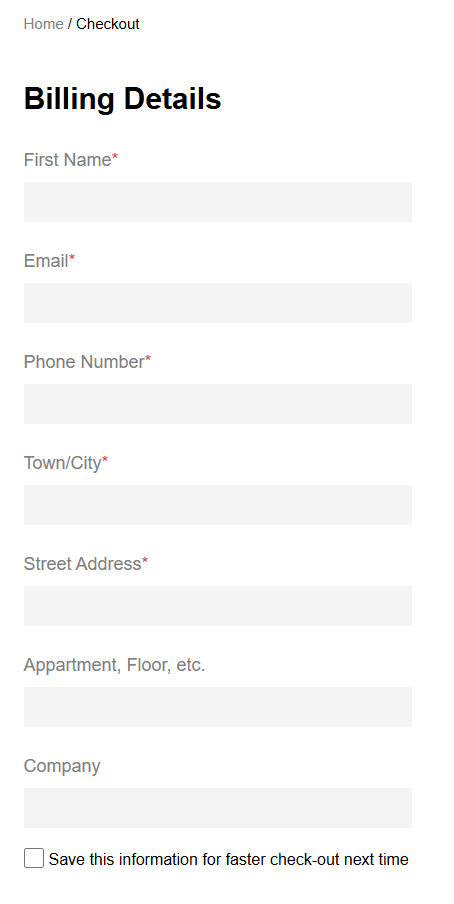 Home / Checkout
Billing Details
First Name*
Email*
Phone Number*
Town/City*
Street Address*
Appartment, Floor, etc.
Company
Save this information for faster check-out next time